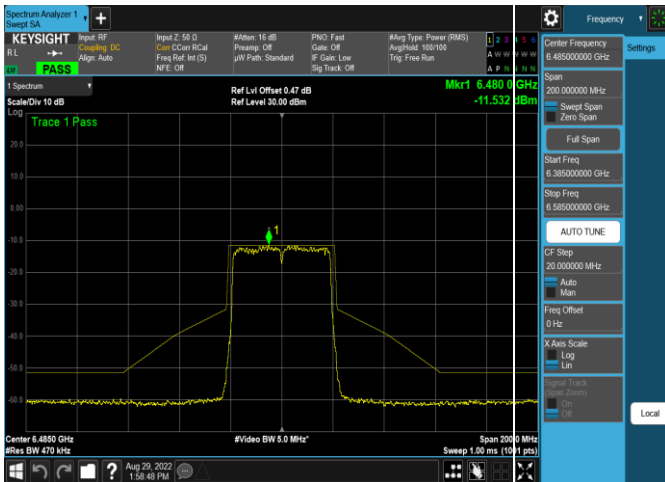 Spectrum Analyzer 1
Swept SA
Frequency
KEYSIGHT
R L
LV
PASS
Input: RF
Coupling: DC
Align: Auto
Input Z: 50 Ω
Corr CCorr RCal
Freq Ref: Int (S)
NFE: Off
#Atten: 16 dB
Preamp: Off
µW Path: Standard
PNO: Fast
Gate: Off
IF Gain: Low
Sig Track: Off
#Avg Type: Power (RMS)
Avg|Hold: 100/100
Trig: Free Run
1 2 3 4 5 6
A W W W W W
A P N N N N
1 Spectrum
Scale/Div 10 dB
Log
Ref Lvl Offset 0.47 dB
Ref Level 30.00 dBm
Mkr1 6.480 0 GHz
-11.532 dBm
Trace 1 Pass
20.0
10.0
0.00
-10.0
-20.0
-30.0
-40.0
-50.0
-60.0
1
Center 6.4850 GHz
#Res BW 470 kHz
#Video BW 5.0 MHz*
Span 200.0 MHz
Sweep 1.00 ms (1001 pts)
Aug 29, 2022
1:58:48 PM
Settings
Center Frequency
6.485000000 GHz
Span
200.000000 MHz
Swept Span
Zero Span
Full Span
Start Freq
6.385000000 GHz
Stop Freq
6.585000000 GHz
AUTO TUNE
CF Step
20.000000 MHz
Auto
Man
Freq Offset
0 Hz
X Axis Scale
Log
Lin
Signal Track
(Span Zoom)
On
Off
Local